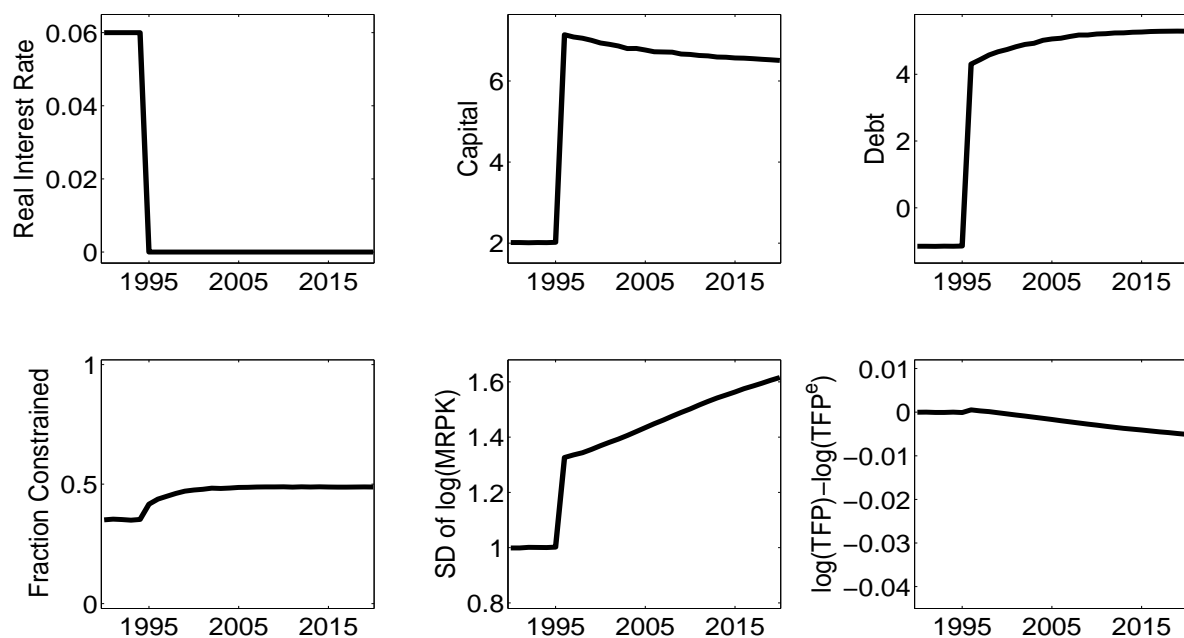 Real Interest Rate
0.06
0.04
0.02
0
1995 2005 2015
Capital
6
4
2
1995 2005 2015
Debt
4
2
0
1995 2005 2015
Fraction Constrained
1
0.5
0
1995 2005 2015
SD of log(MRPK)
1.6
1.4
1.2
1
0.8
1995 2005 2015
log(TFP)−log(TFPᵉ)
0.01
0
−0.01
−0.02
−0.03
−0.04
1995 2005 2015